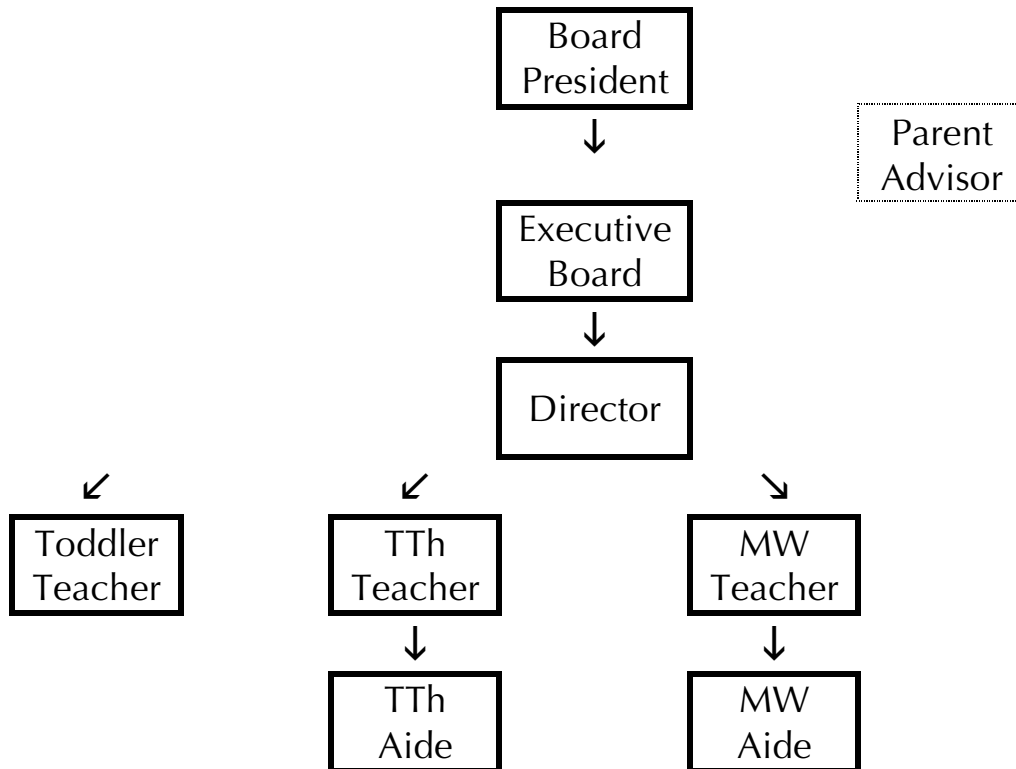 Board
President
↓
Parent
Advisor
Executive
Board
↓
Director
↙ ↙ ↘
Toddler
Teacher
TTh
Teacher
MW
Teacher
↓ ↓
TTh
Aide
MW
Aide